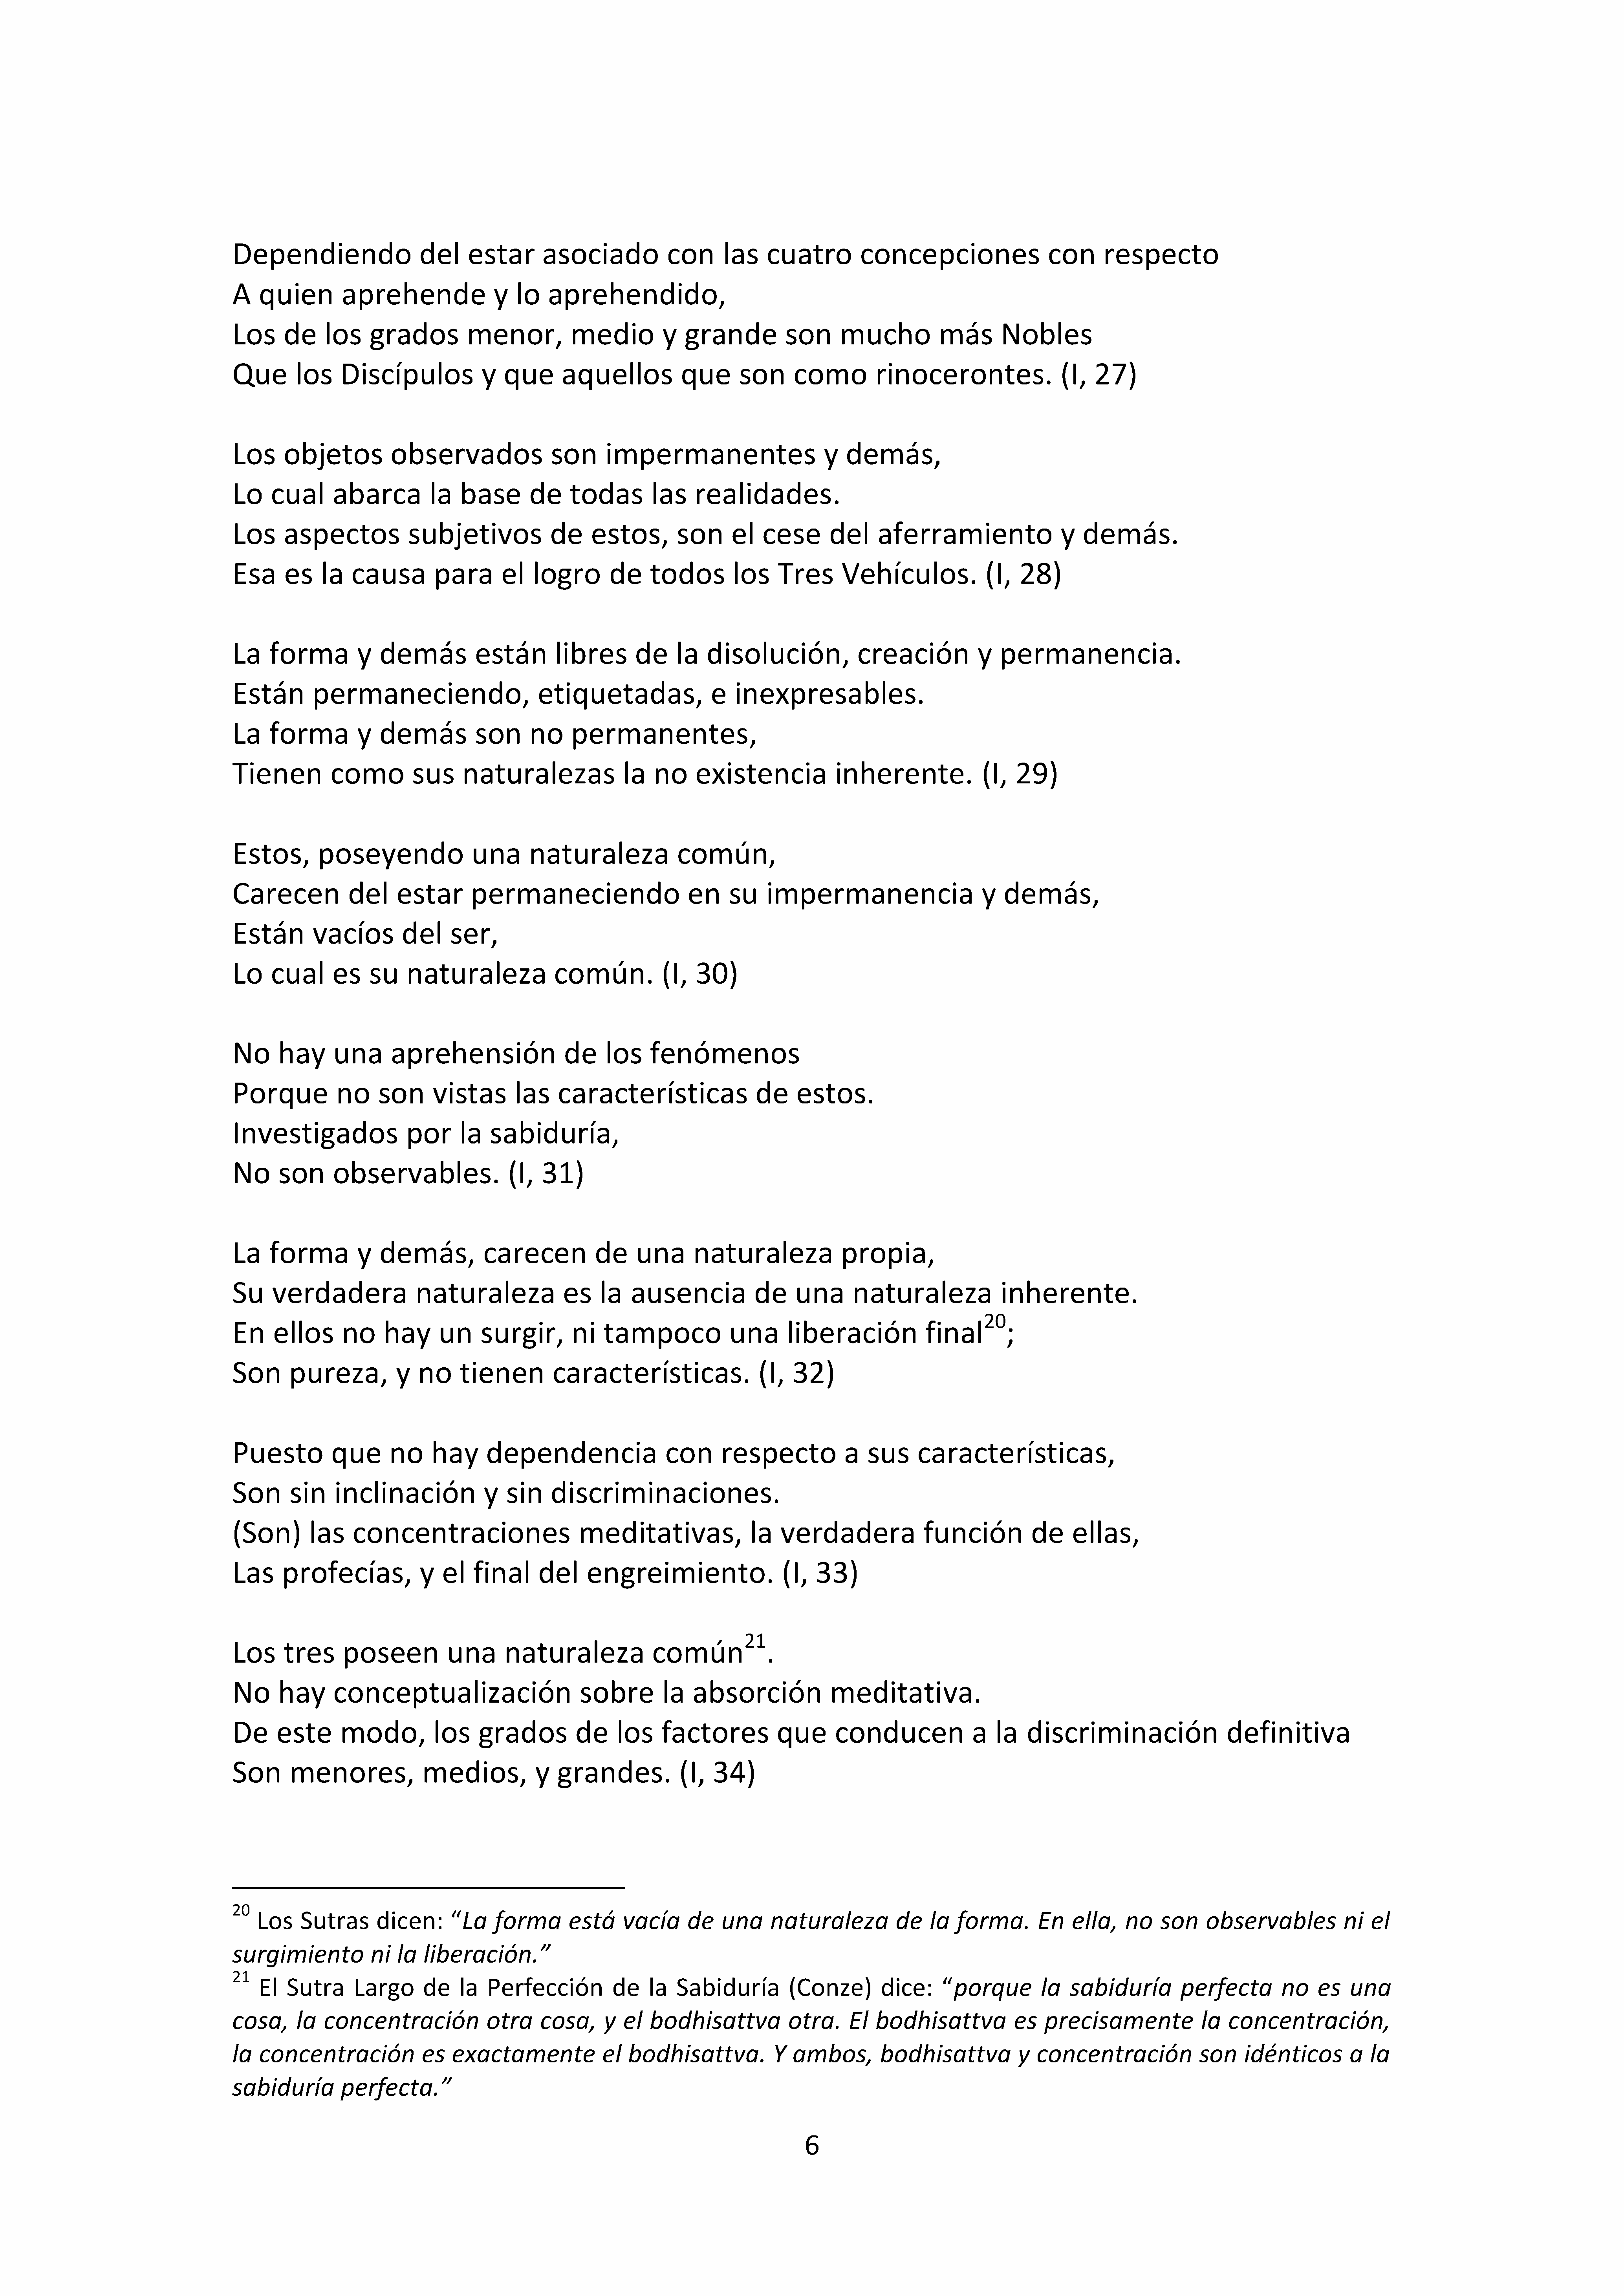 Dependiendo del estar asociado con las cuatro concepciones con respecto
A quien aprehende y lo aprehendido,
Los de los grados menor, medio y grande son mucho más Nobles
Que los Discípulos y que aquellos que son como rinocerontes. (I, 27)
Los objetos observados son impermanentes y demás,
Lo cual abarca la base de todas las realidades.
Los aspectos subjetivos de estos, son el cese del aferramiento y demás.
Esa es la causa para el logro de todos los Tres Vehículos. (I, 28)
La forma y demás están libres de la disolución, creación y permanencia.
Están permaneciendo, etiquetadas, e inexpresables.
La forma y demás son no permanentes,
Tienen como sus naturalezas la no existencia inherente. (I, 29)
Estos, poseyendo una naturaleza común,
Carecen del estar permaneciendo en su impermanencia y demás,
Están vacíos del ser,
Lo cual es su naturaleza común. (I, 30)
No hay una aprehensión de los fenómenos
Porque no son vistas las características de estos.
Investigados por la sabiduría,
No son observables. (I, 31)
La forma y demás, carecen de una naturaleza propia,
Su verdadera naturaleza es la ausencia de una naturaleza inherente.
En ellos no hay un surgir, ni tampoco una liberación final20;
Son pureza, y no tienen características. (I, 32)
Puesto que no hay dependencia con respecto a sus características,
Son sin inclinación y sin discriminaciones.
(Son) las concentraciones meditativas, la verdadera función de ellas,
Las profecías, y el final del engreimiento. (I, 33)
Los tres poseen una naturaleza común21.
No hay conceptualización sobre la absorción meditativa.
De este modo, los grados de los factores que conducen a la discriminación definitiva
Son menores, medios, y grandes. (I, 34)
20 Los Sutras dicen: “La forma está vacía de una naturaleza de la forma. En ella, no son observables ni el
surgimiento ni la liberación.”
21 El Sutra Largo de la Perfección de la Sabiduría (Conze) dice: “porque la sabiduría perfecta no es una
cosa, la concentración otra cosa, y el bodhisattva otra. El bodhisattva es precisamente la concentración,
la concentración es exactamente el bodhisattva. Y ambos, bodhisattva y concentración son idénticos a la
sabiduría perfecta.”
6